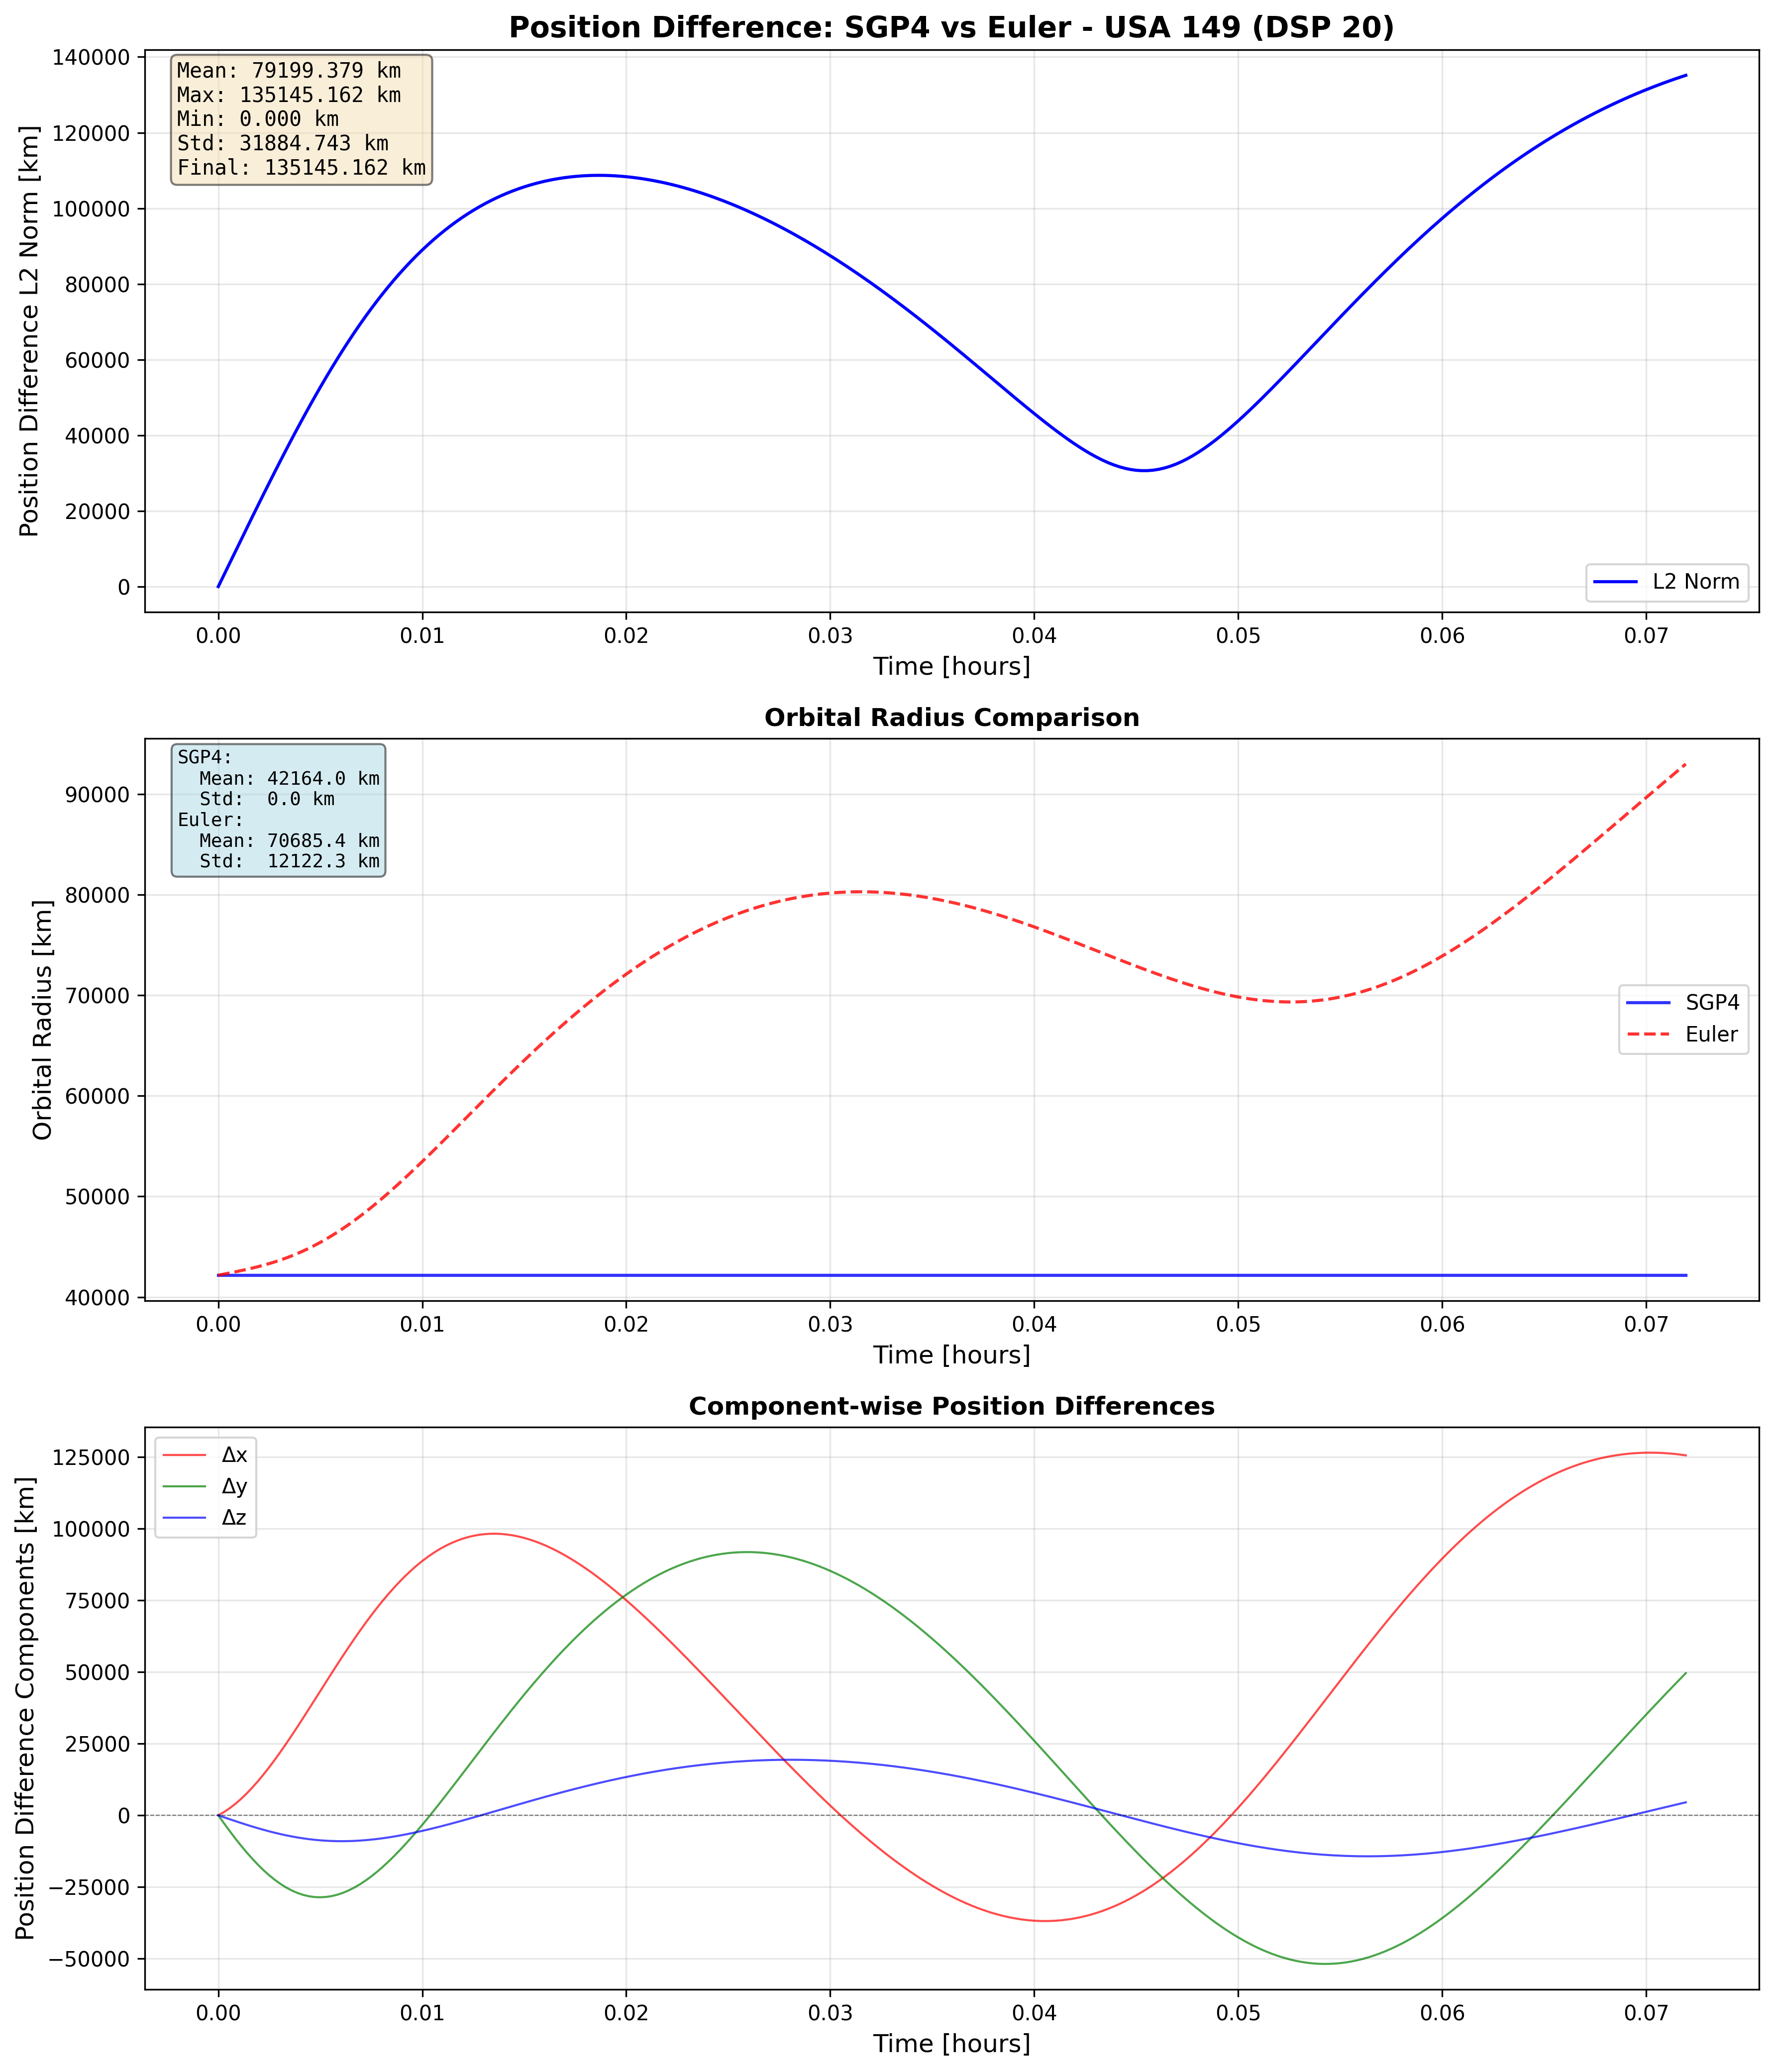 Position Difference: SGP4 vs Euler - USA 149 (DSP 20)
Position Difference L2 Norm [km]
140000
120000
100000
80000
60000
40000
20000
0
Mean: 79199.379 km
Max: 135145.162 km
Min: 0.000 km
Std: 31884.743 km
Final: 135145.162 km
L2 Norm
0.00 0.01 0.02 0.03 0.04 0.05 0.06 0.07
Time [hours]
Orbital Radius Comparison
Orbital Radius [km]
90000
80000
70000
60000
50000
40000
SGP4:
Mean: 42164.0 km
Std: 0.0 km
Euler:
Mean: 70685.4 km
Std: 12122.3 km
SGP4
Euler
0.00 0.01 0.02 0.03 0.04 0.05 0.06 0.07
Time [hours]
Component-wise Position Differences
Position Difference Components [km]
125000
100000
75000
50000
25000
0
−25000
−50000
Δx
Δy
Δz
0.00 0.01 0.02 0.03 0.04 0.05 0.06 0.07
Time [hours]